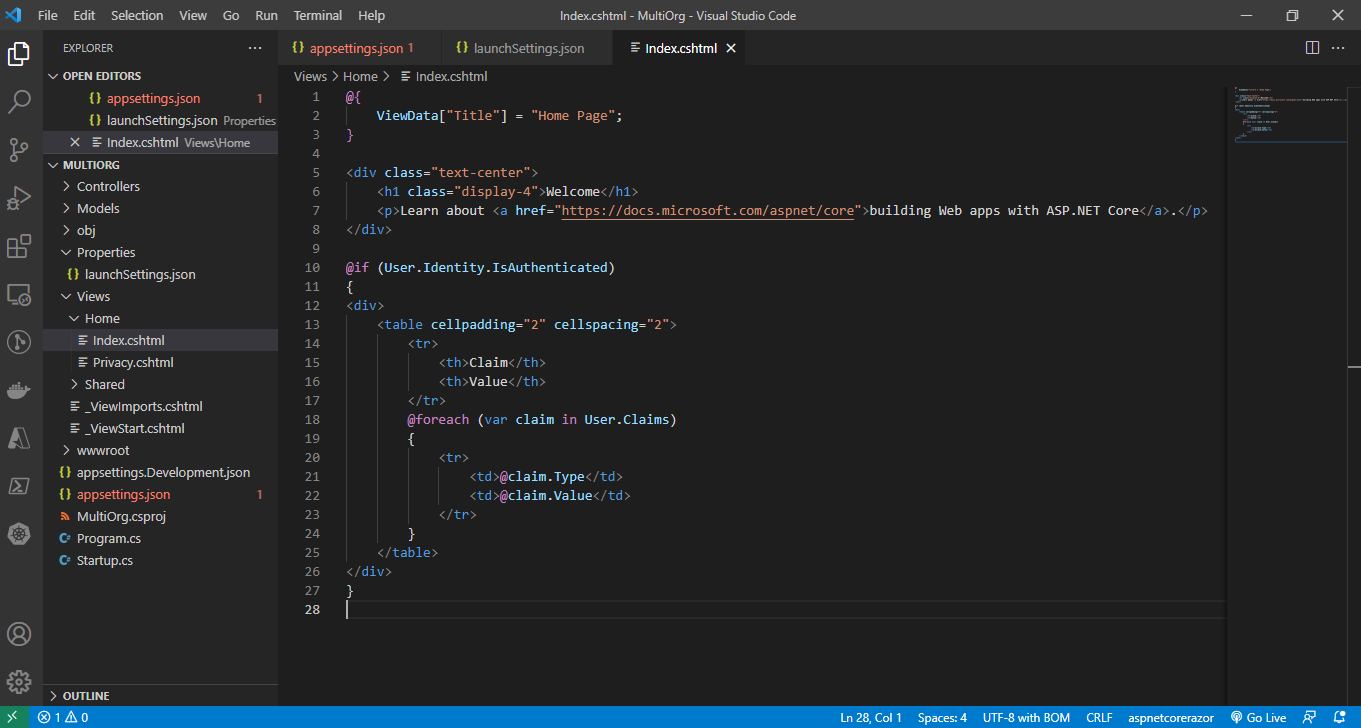 File Edit Selection View Go Run Terminal Help Index.cshtml - MultiOrg - Visual Studio Code
EXPLORER
OPEN EDITORS
{} appsettings.json 1
{} launchSettings.json Properties
Index.cshtml Views\Home
MULTIORG
Controllers
Models
obj
Properties
{} launchSettings.json
Views
Home
Index.cshtml
Privacy.cshtml
Shared
_ViewImports.cshtml
_ViewStart.cshtml
wwwroot
{} appsettings.Development.json
{} appsettings.json 1
MultiOrg.csproj
C# Program.cs
C# Startup.cs
OUTLINE
{} appsettings.json 1 {} launchSettings.json Index.cshtml
Views > Home > Index.cshtml
1 @{
2 ViewData["Title"] = "Home Page";
3 }
4
5 <div class="text-center">
6 <h1 class="display-4">Welcome</h1>
7 <p>Learn about <a href="https://docs.microsoft.com/aspnet/core">building Web apps with ASP.NET Core</a>.</p>
8 </div>
9
10 @if (User.Identity.IsAuthenticated)
11 {
12 <div>
13 <table cellpadding="2" cellspacing="2">
14 <tr>
15 <th>Claim</th>
16 <th>Value</th>
17 </tr>
18 @foreach (var claim in User.Claims)
19 {
20 <tr>
21 <td>@claim.Type</td>
22 <td>@claim.Value</td>
23 </tr>
24 }
25 </table>
26 </div>
27 }
28
1 0 Ln 28, Col 1 Spaces: 4 UTF-8 with BOM CRLF aspnetcorerazor Go Live